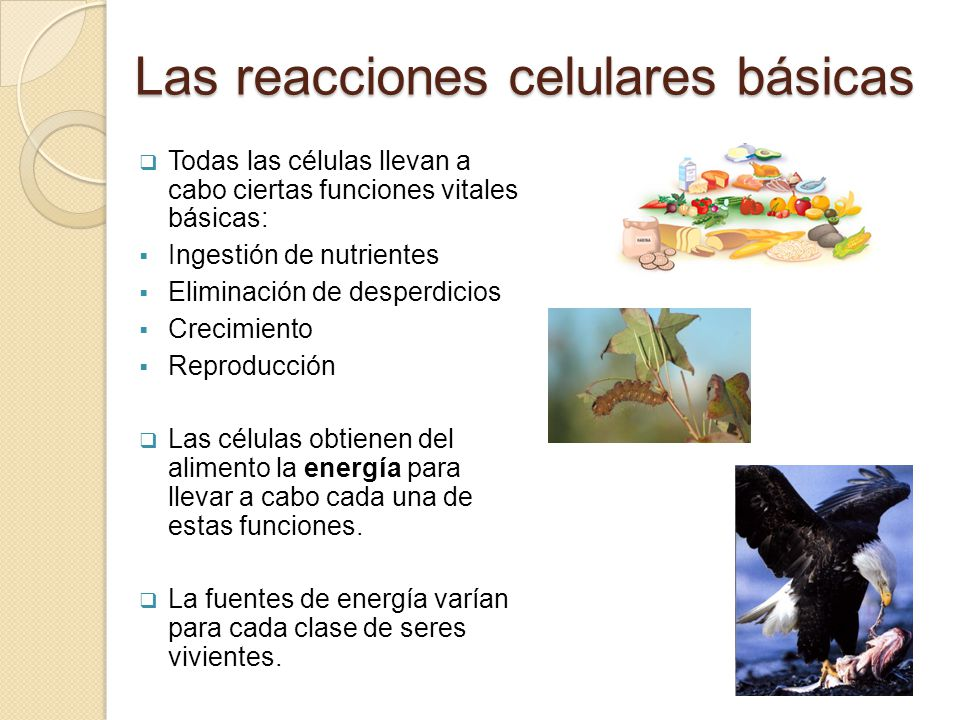 Las reacciones celulares básicas
Todas las células llevan a
cabo ciertas funciones vitales
básicas:
Ingestión de nutrientes
Eliminación de desperdicios
Crecimiento
Reproducción
Las células obtienen del
alimento la energía para
llevar a cabo cada una de
estas funciones.
La fuentes de energía varían
para cada clase de seres
vivientes.
HARINA